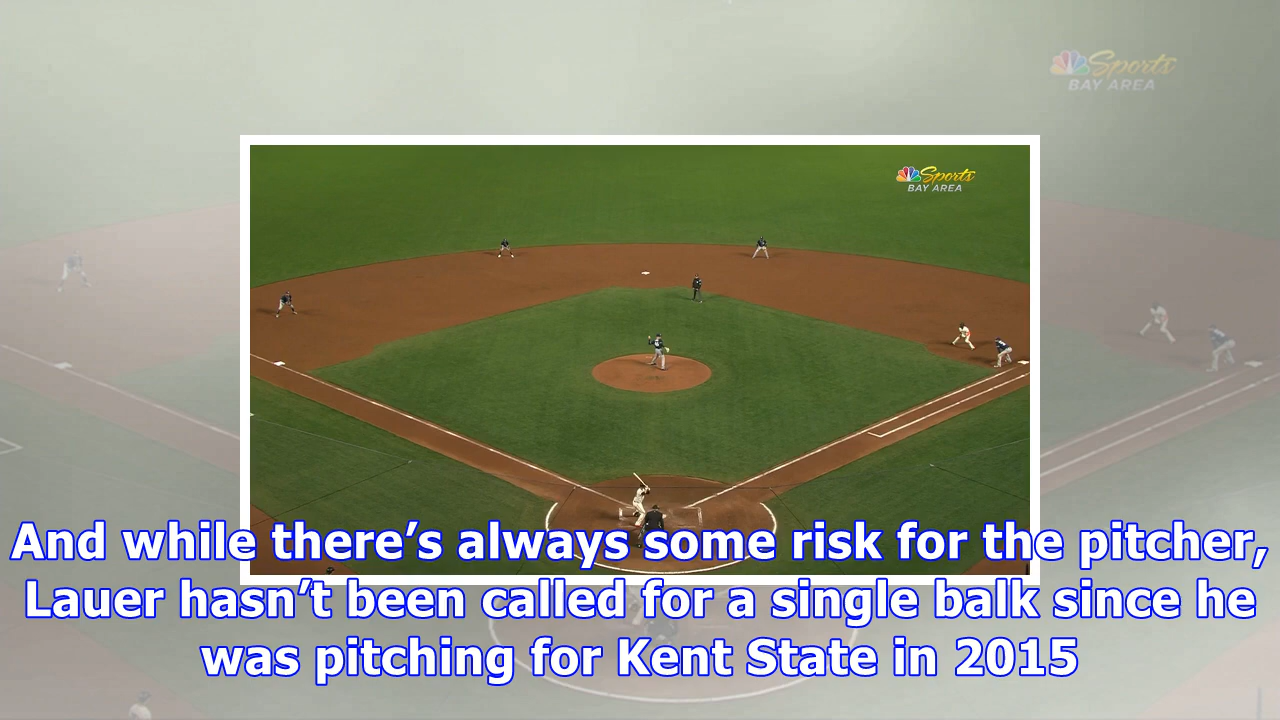 Sports
BAY AREA
Sports
BAY AREA
And while there’s always some risk for the pitcher,
Lauer hasn’t been called for a single balk since he
was pitching for Kent State in 2015